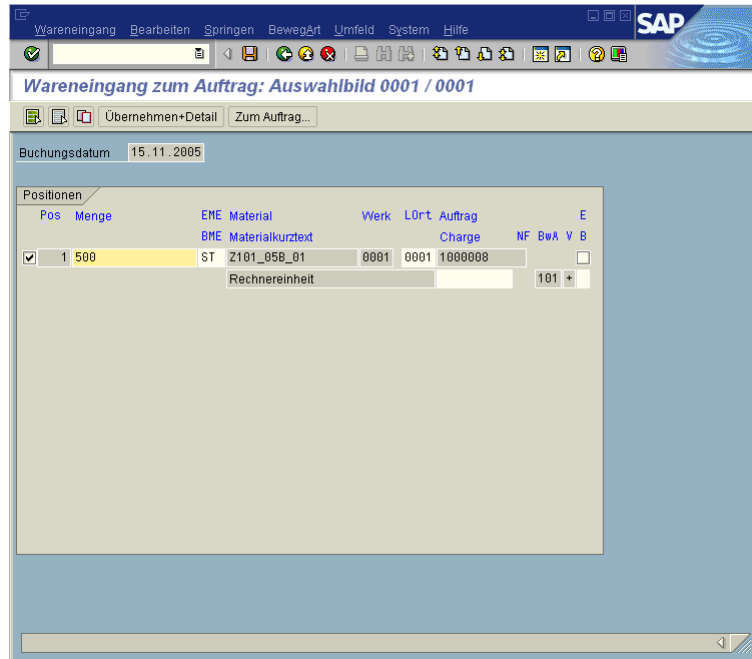 Wareneingang Bearbeiten Springen BewegArt Umfeld System Hilfe
SAP
Wareneingang zum Auftrag: Auswahlbild 0001 / 0001
Übernehmen+Detail Zum Auftrag...
Buchungsdatum 15.11.2005
Positionen
Pos Menge EME Material Werk LOrt Auftrag E
BME Materialkurztext Charge NF BwA V B
1 500 ST Z101_05B_01 0001 0001 1000008
Rechnereinheit 101 +